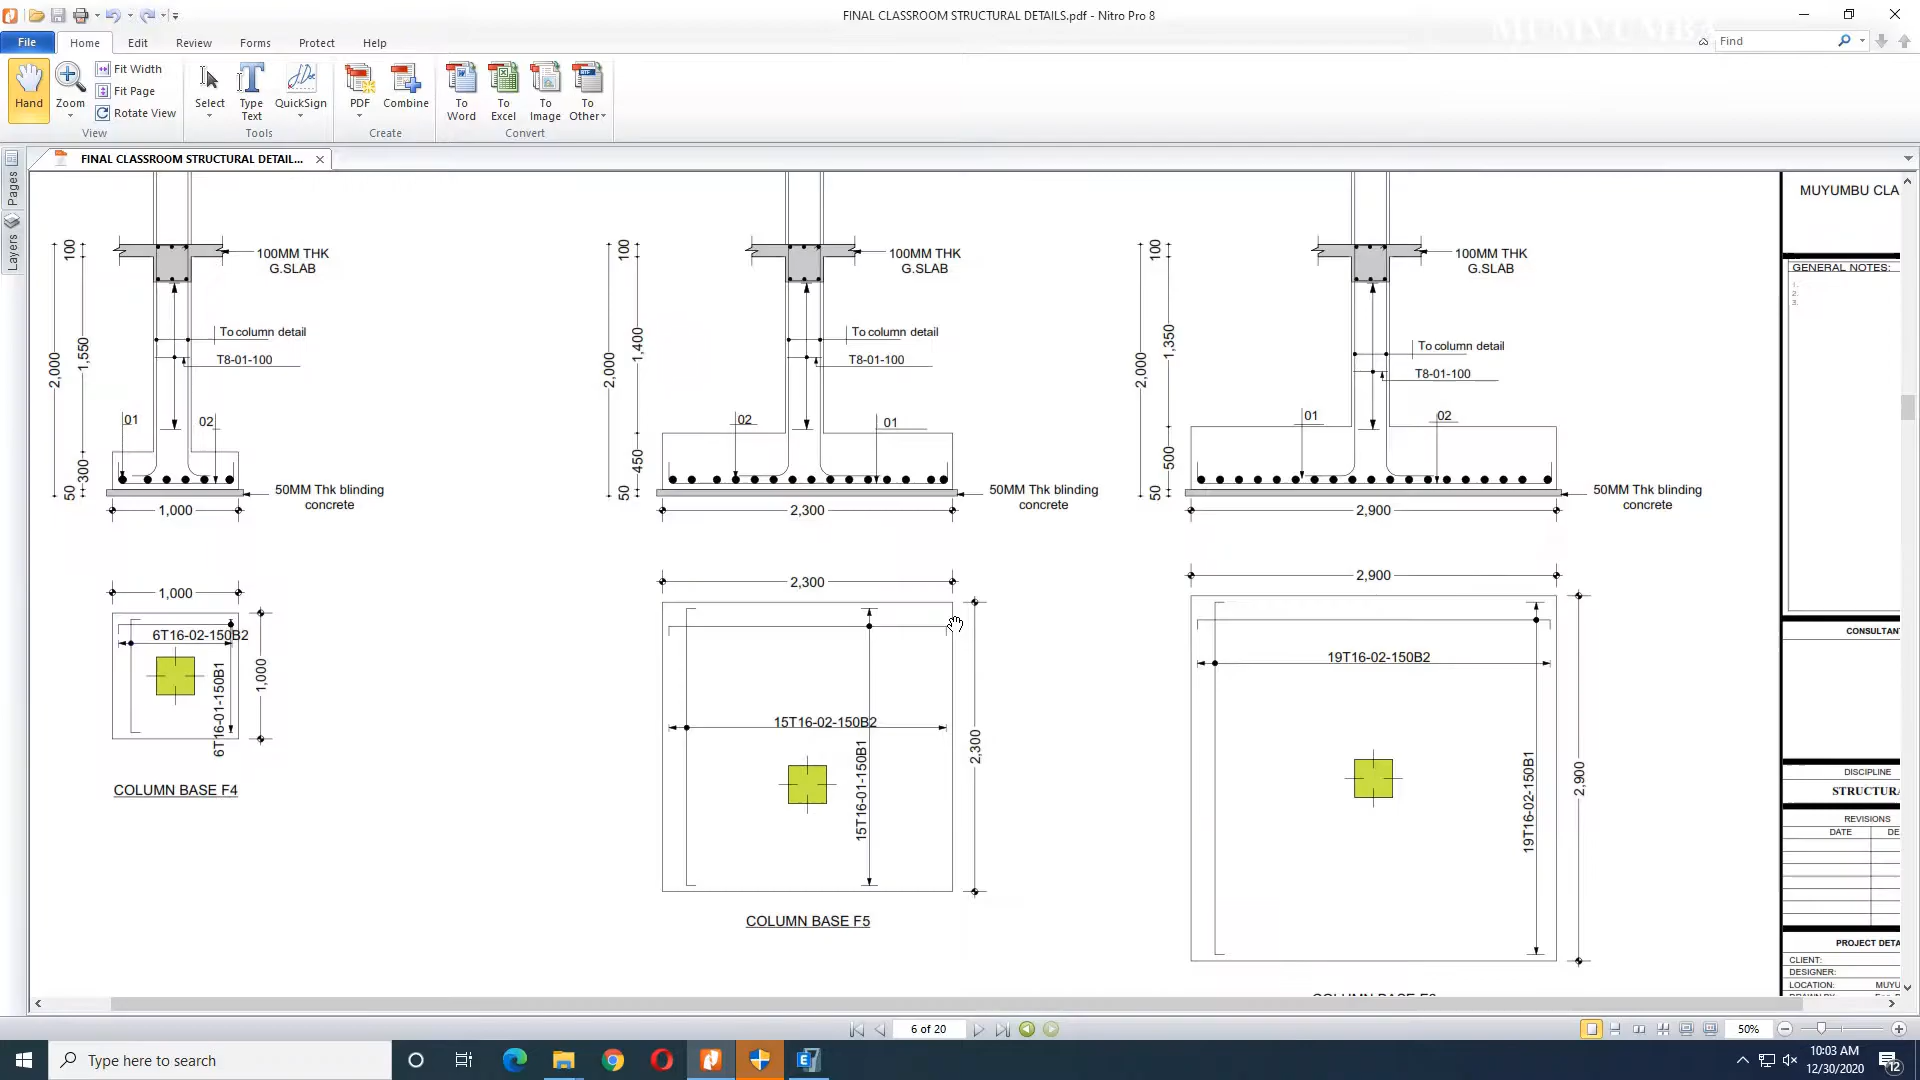 FINAL CLASSROOM STRUCTURAL DETAILS.pdf - Nitro Pro 8
File Home Edit Review Forms Protect Help
Find
Hand
Zoom
Fit Width
Fit Page
Rotate View
View
Select
Type Text
QuickSign
Tools
PDF
Combine
Create
To Word
To Excel
To Image
To Other
Convert
FINAL CLASSROOM STRUCTURAL DETAIL...
Pages
Layers
100
2,000
1,550
300
50
100MM THK
G.SLAB
To column detail
T8-01-100
01
02
50MM Thk blinding
concrete
1,000
1,000
6T16-02-150B2
6T16-01-150B1
1,000
COLUMN BASE F4
100
2,000
1,400
450
50
100MM THK
G.SLAB
To column detail
T8-01-100
02
01
50MM Thk blinding
concrete
2,300
2,300
15T16-02-150B2
15T16-01-150B1
2,300
COLUMN BASE F5
100
2,000
1,350
500
50
100MM THK
G.SLAB
To column detail
T8-01-100
01
02
50MM Thk blinding
concrete
2,900
2,900
19T16-02-150B2
19T16-02-150B1
2,900
MUYUMBU CLA
GENERAL NOTES:
1.
2.
3.
CONSULTAN
DISCIPLINE
STRUCTURA
REVISIONS
DATE DE
PROJECT DETA
CLIENT:
DESIGNER:
LOCATION: MUYU
6 of 20
50%
Type here to search
10:03 AM
12/30/2020
12